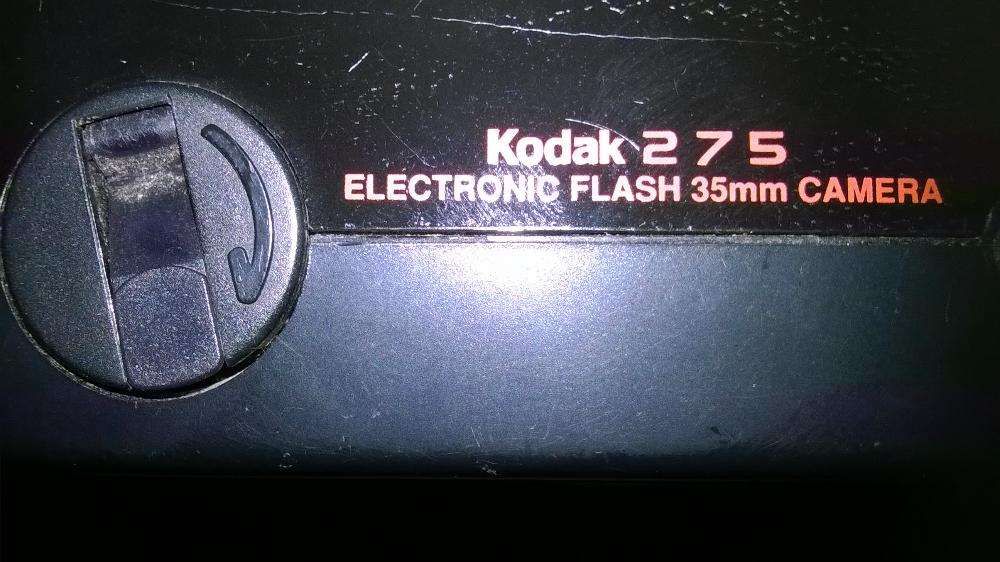 Kodak 275
ELECTRONIC FLASH 35mm CAMERA